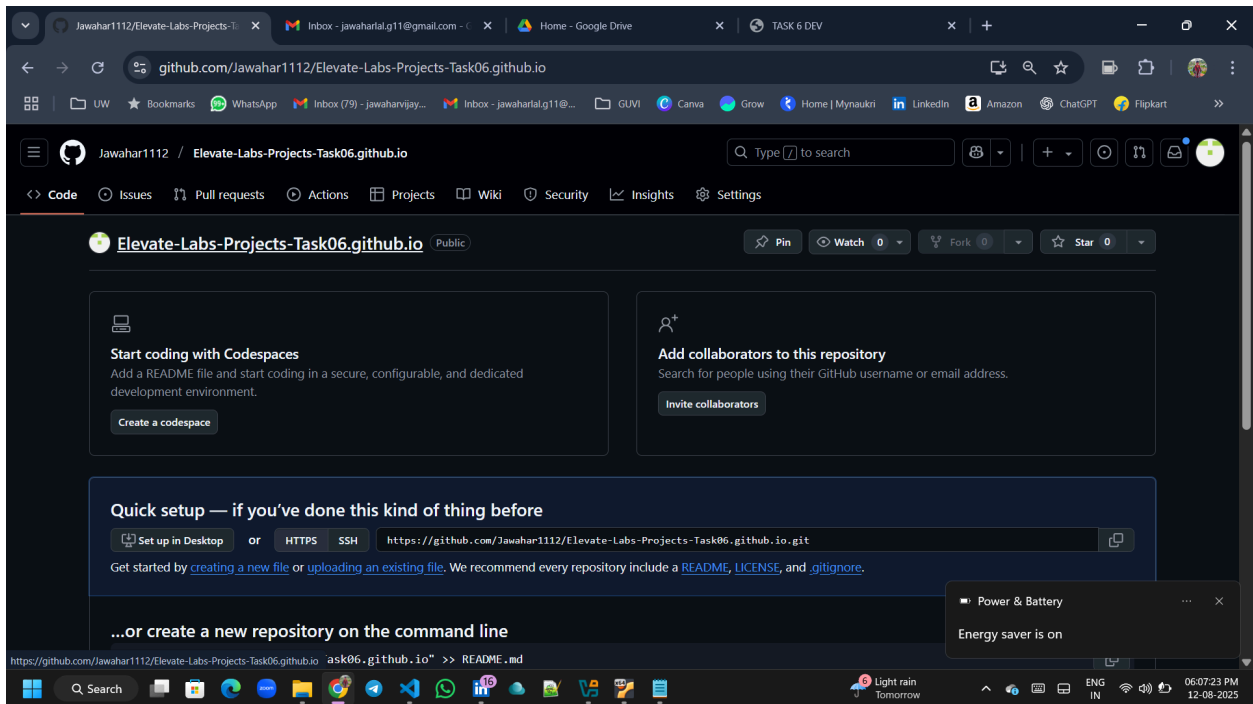 Jawahar1112/Elevate-Labs-Projects-Ta
Inbox - jawaharlal.g11@gmail.com - G
Home - Google Drive
TASK 6 DEV
github.com/Jawahar1112/Elevate-Labs-Projects-Task06.github.io
UW
Bookmarks
99+
WhatsApp
Inbox (79) - jawaharvijay...
Inbox - jawaharlal.g11@...
GUVI
Canva
Grow
Home | Mynaukri
LinkedIn
Amazon
ChatGPT
Flipkart
Jawahar1112 / Elevate-Labs-Projects-Task06.github.io
Type / to search
Code
Issues
Pull requests
Actions
Projects
Wiki
Security
Insights
Settings
Elevate-Labs-Projects-Task06.github.io
Public
Pin
Watch 0
Fork 0
Star 0
Start coding with Codespaces
Add a README file and start coding in a secure, configurable, and dedicated
development environment.
Create a codespace
Add collaborators to this repository
Search for people using their GitHub username or email address.
Invite collaborators
Quick setup — if you've done this kind of thing before
Set up in Desktop
or
HTTPS
SSH
https://github.com/Jawahar1112/Elevate-Labs-Projects-Task06.github.io.git
Get started by creating a new file or uploading an existing file. We recommend every repository include a README, LICENSE, and .gitignore.
Power & Battery
Energy saver is on
...or create a new repository on the command line
https://github.com/Jawahar1112/Elevate-Labs-Projects-Task06.github.io
ask06.github.io" >> README.md
Search
zoom
16
6
Light rain
Tomorrow
ENG
IN
06:07:23 PM
12-08-2025